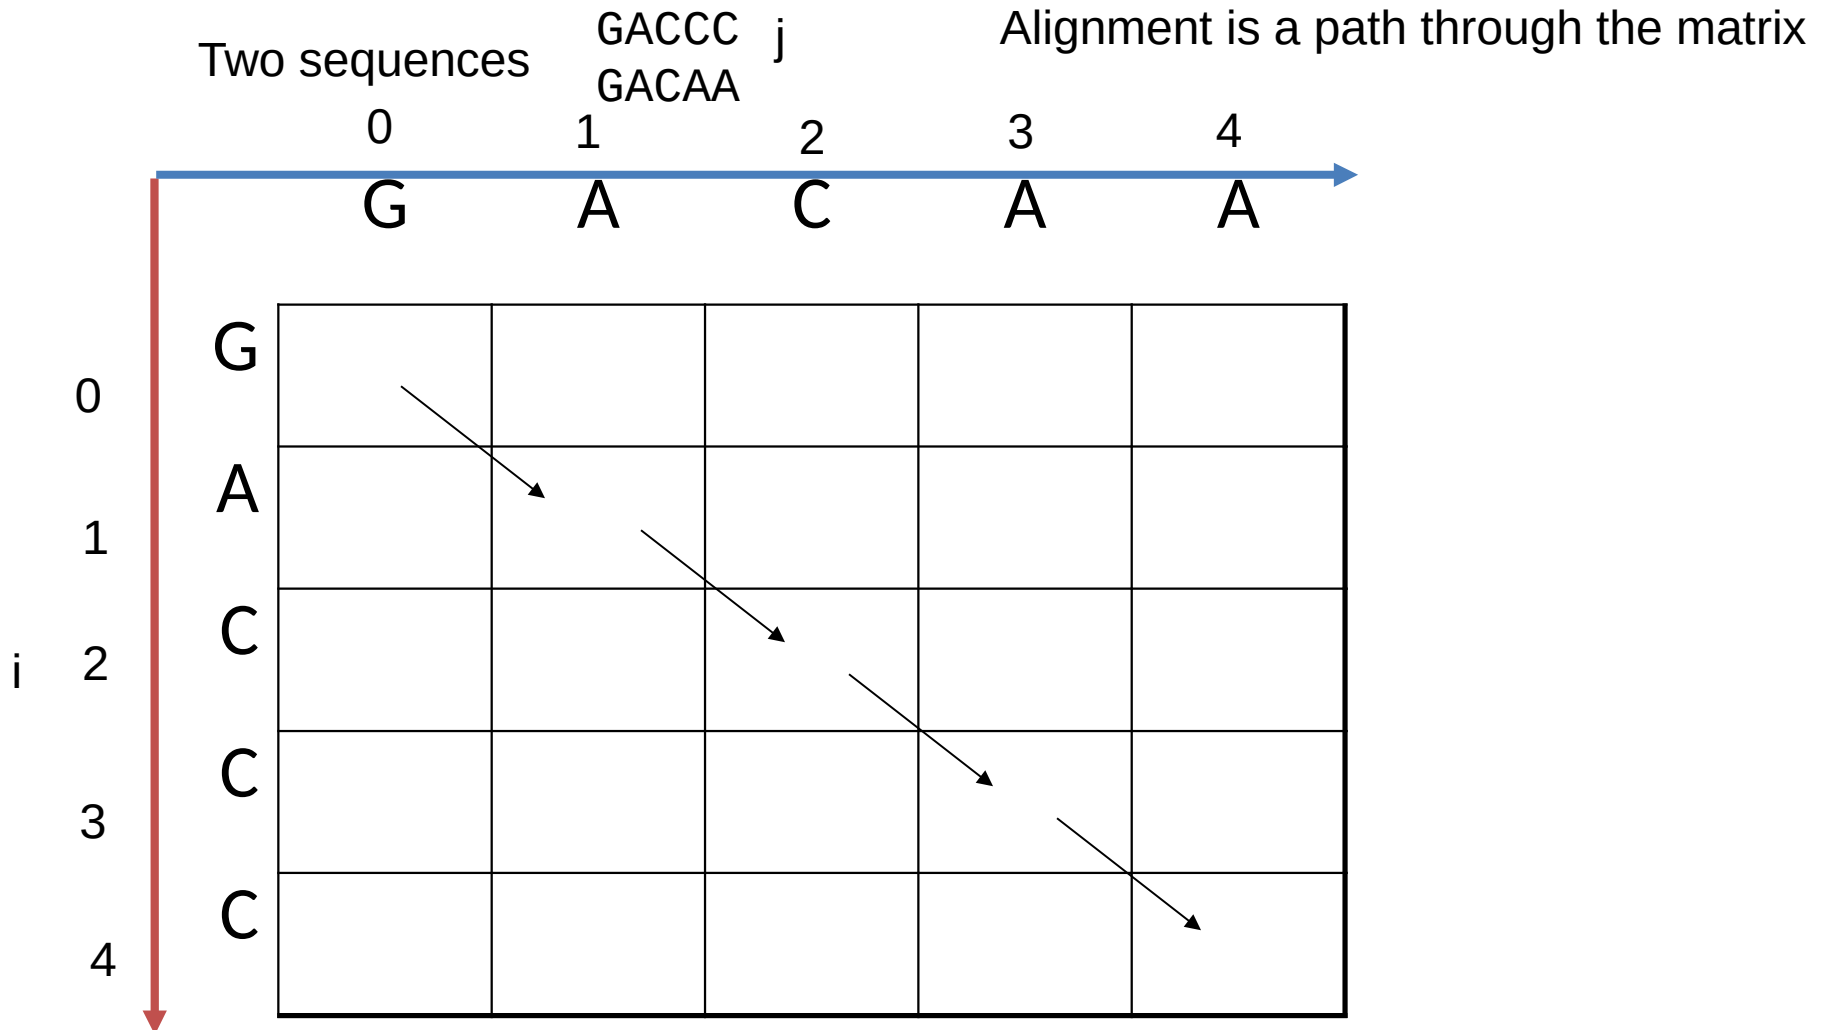 Two sequences
GACCC
GACAA
j
Alignment is a path through the matrix
0 1 2 3 4
G A C A A
G
0
A
1
C
i 2
C
3
C
4